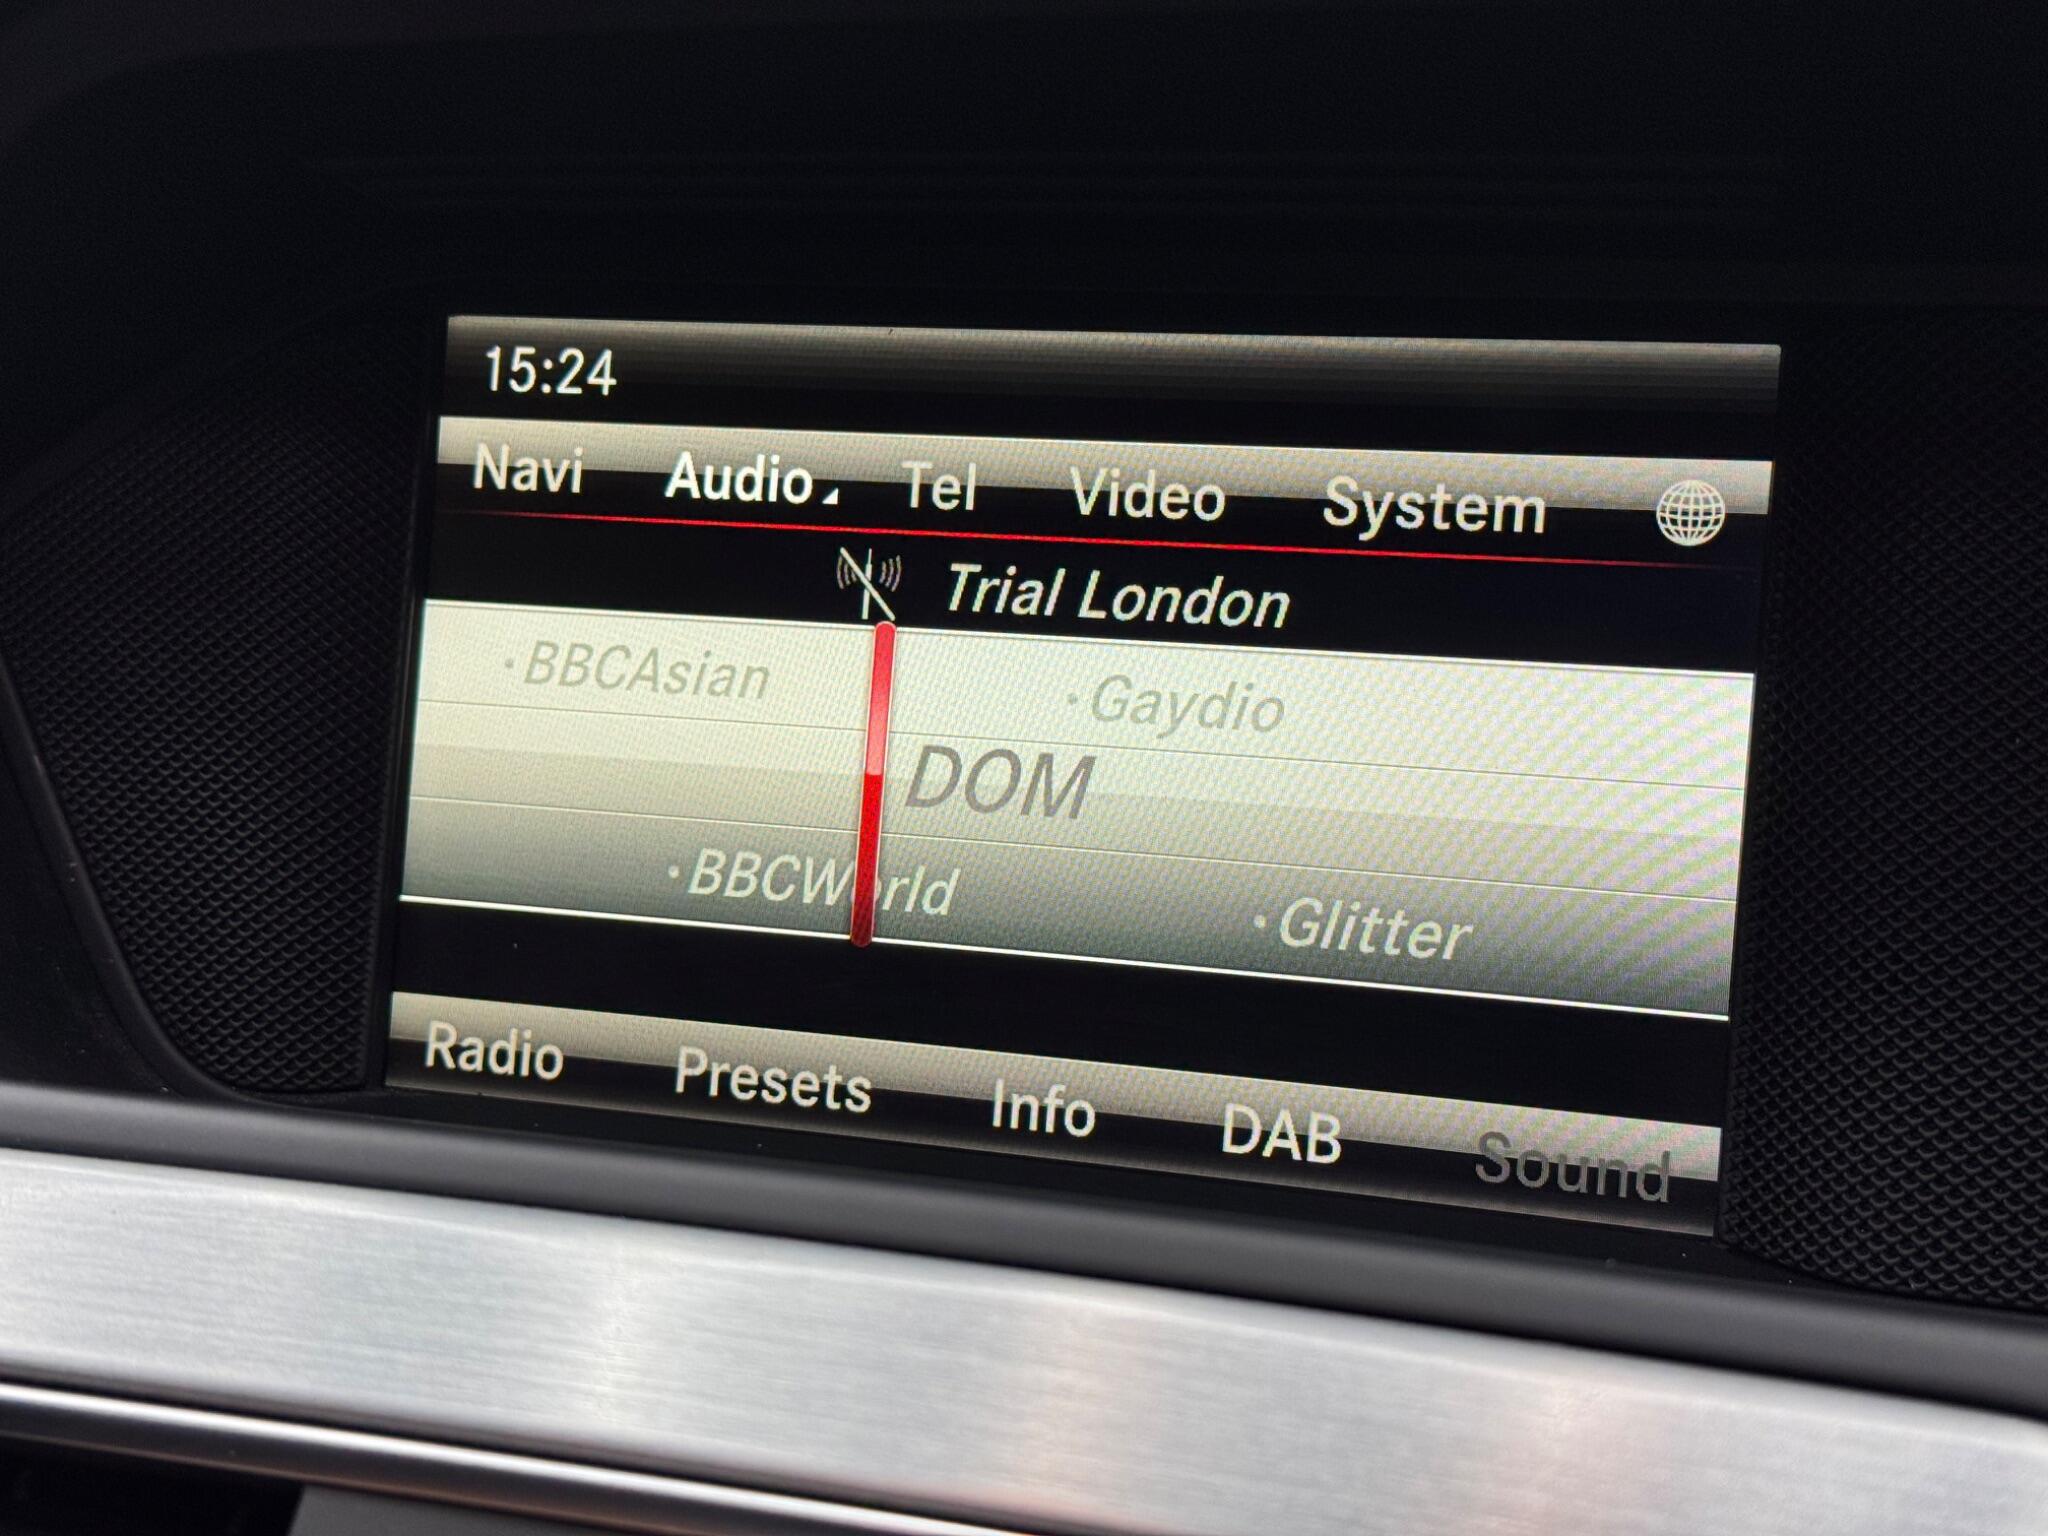 15:24
Navi Audio Tel Video System
Trial London
·BBCAsian ·Gaydio
DOM
·BBCWorld ·Glitter
Radio Presets Info DAB Sound